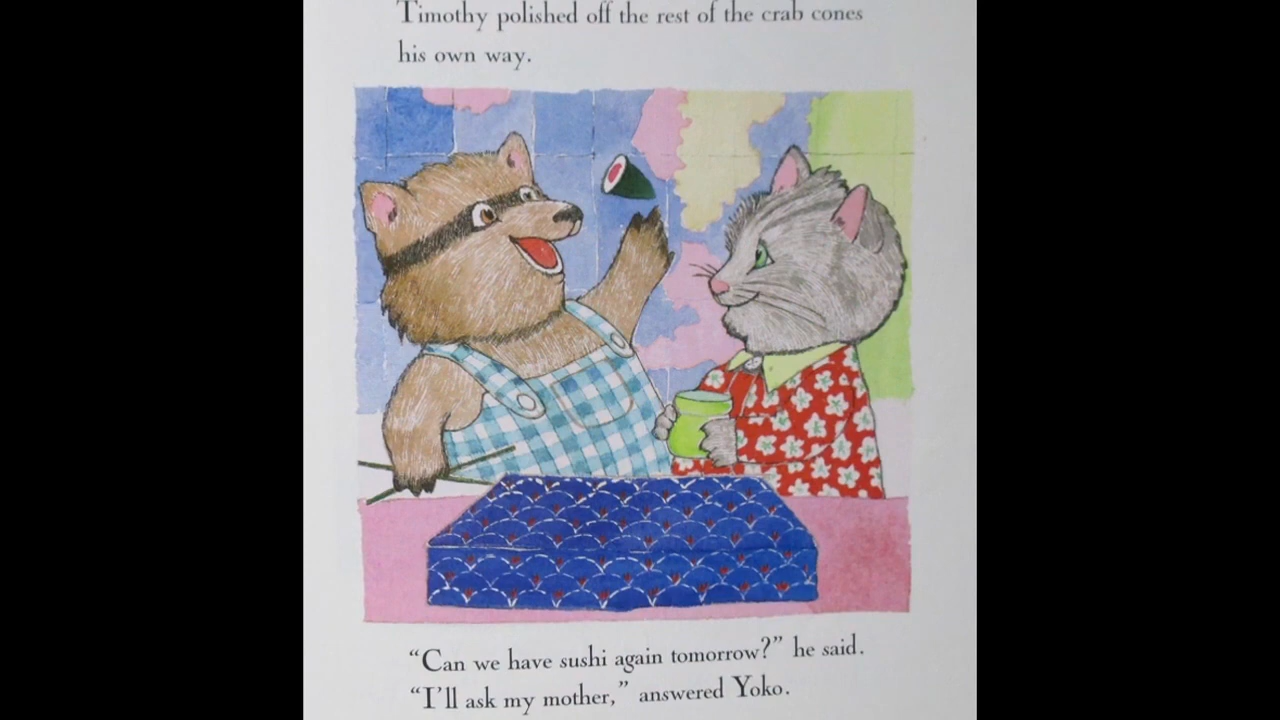 Timothy polished off the rest of the crab cones
his own way.
“Can we have sushi again tomorrow?” he said.
“I’ll ask my mother,” answered Yoko.